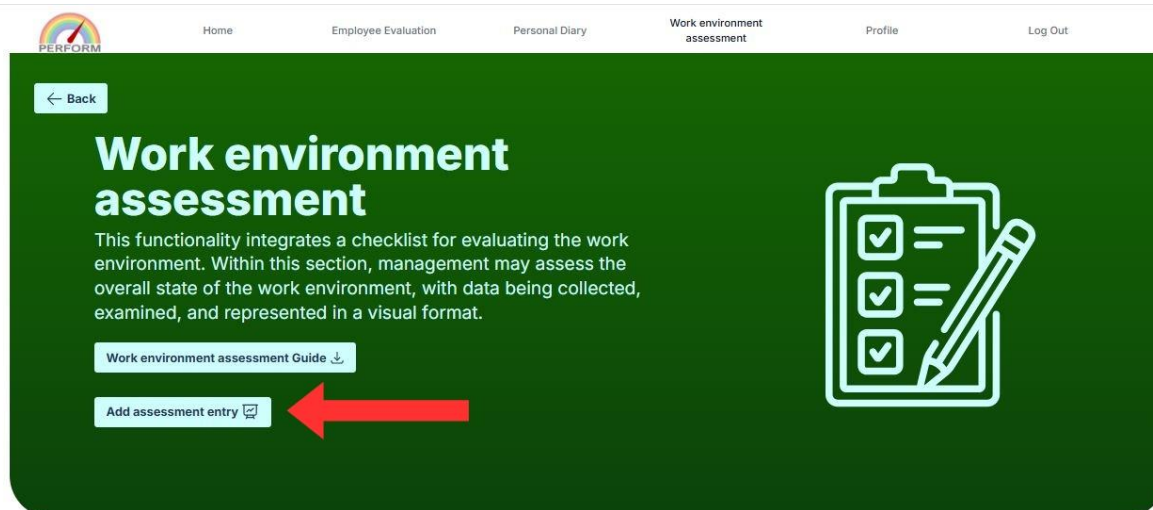 PERFORM
Home
Employee Evaluation
Personal Diary
Work environment
assessment
Profile
Log Out
← Back
Work environment
assessment
This functionality integrates a checklist for evaluating the work
environment. Within this section, management may assess the
overall state of the work environment, with data being collected,
examined, and represented in a visual format.
Work environment assessment Guide
Add assessment entry